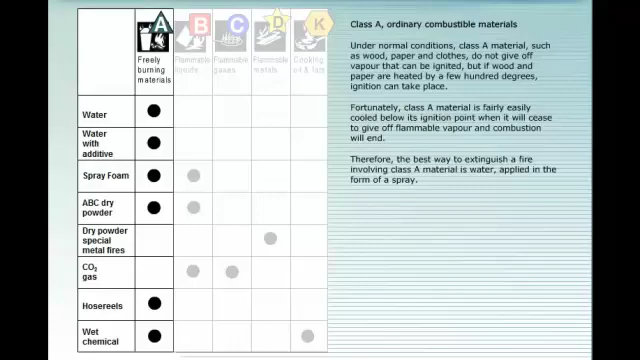 A B C D K
Freely burning materials
Flammable liquids
Flammable gases
Flammable metals
Cooking oil & fats
Water
Water with additive
Spray Foam
ABC dry powder
Dry powder special metal fires
CO₂ gas
Hosereels
Wet chemical
Class A, ordinary combustible materials
Under normal conditions, class A material, such
as wood, paper and clothes, do not give off
vapour that can be ignited, but if wood and
paper are heated by a few hundred degrees,
ignition can take place.
Fortunately, class A material is fairly easily
cooled below its ignition point when it will cease
to give off flammable vapour and combustion
will end.
Therefore, the best way to extinguish a fire
involving class A material is water, applied in the
form of a spray.